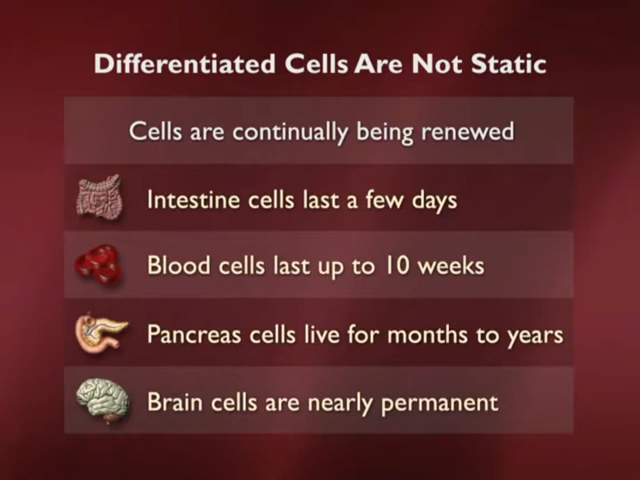 Differentiated Cells Are Not Static
Cells are continually being renewed
Intestine cells last a few days
Blood cells last up to 10 weeks
Pancreas cells live for months to years
Brain cells are nearly permanent